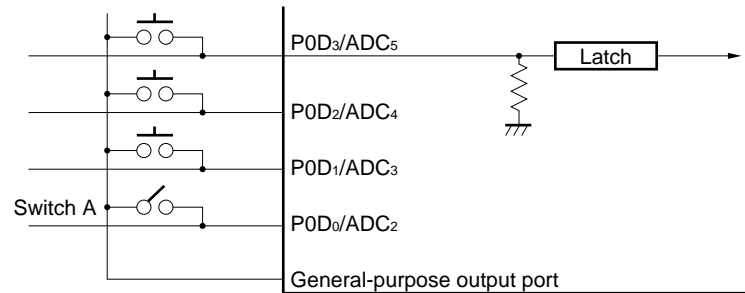 P0D₃/ADC₅
Latch
P0D₂/ADC₄
P0D₁/ADC₃
Switch A
P0D₀/ADC₂
General-purpose output port